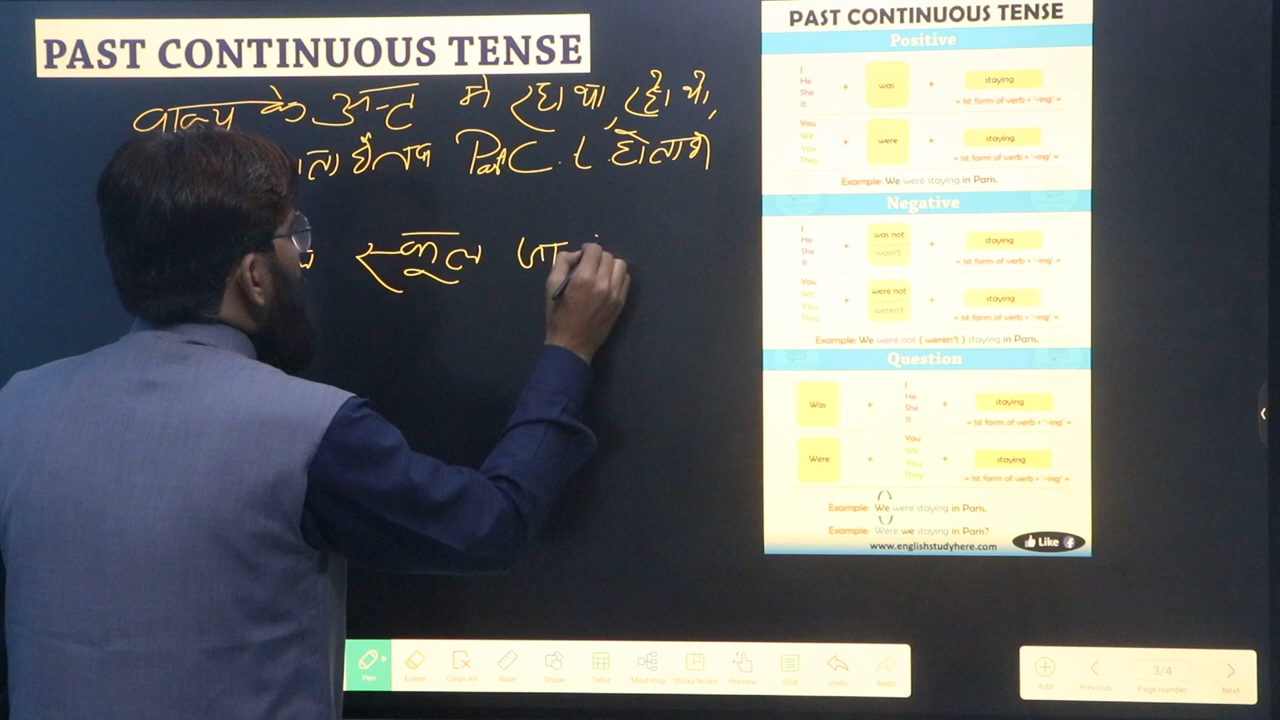 PAST CONTINUOUS TENSE
वाक्य के अन्त में रहा था, रहे थे,
होता है
स्कूल जा
PAST CONTINUOUS TENSE
Positive
I
He
She
It
+ was + staying
= 1st form of verb + '-ing' =
You
We
You
They
+ were + staying
= 1st form of verb + '-ing' =
Example: We were staying in Paris.
Negative
I
He
She
It
+ was not
wasn't
+ staying
= 1st form of verb + '-ing' =
You
We
You
They
+ were not
weren't
+ staying
= 1st form of verb + '-ing' =
Example: We were not ( weren't ) staying in Paris.
Question
Was +
I
He
She
It
+ staying
= 1st form of verb + '-ing' =
Were +
You
We
You
They
+ staying
= 1st form of verb + '-ing' =
Example: We were staying in Paris.
Example: Were we staying in Paris?
www.englishstudyhere.com
Like
Pen Eraser Clean All Ruler Shape Table Mind map Sticky Notes Preview Grid Undo Redo
3/4
Add Previous Page number Next